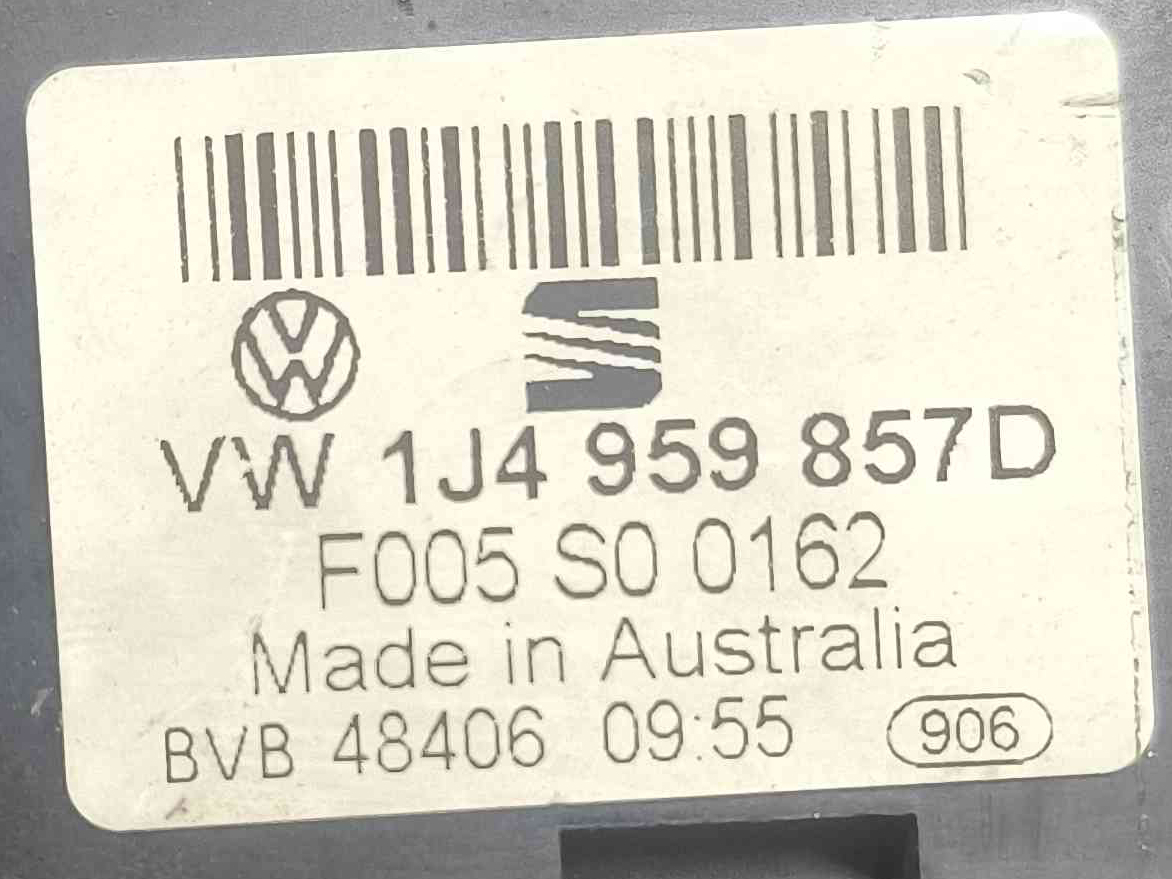 VW 1J4 959 857D
F005 S0 0162
Made in Australia
BVB 48406 09:55 906